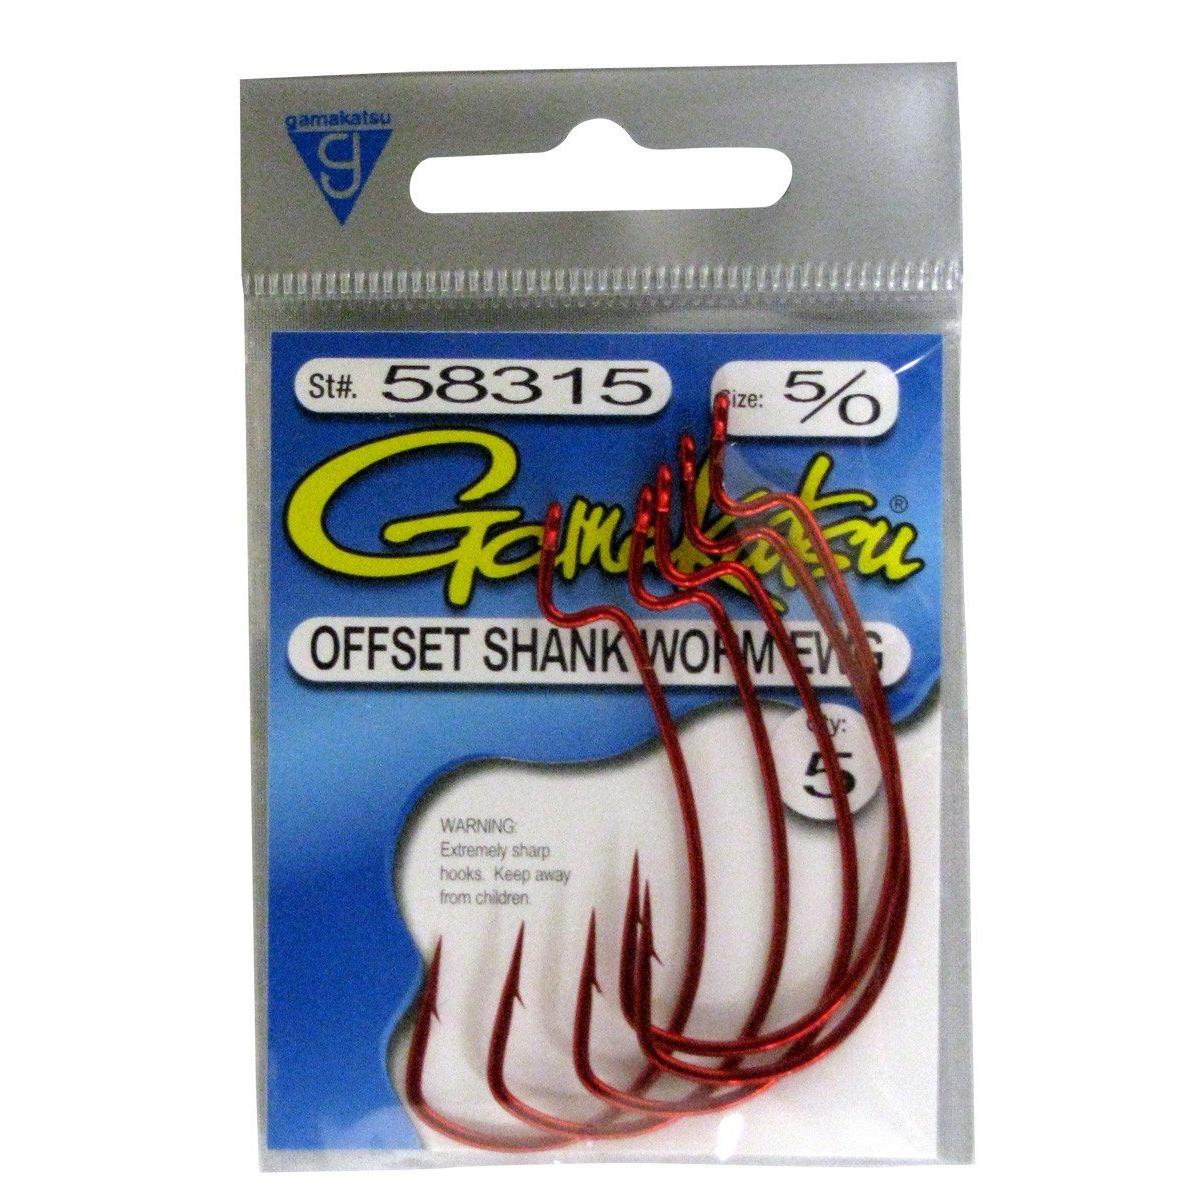 gamakatsu
g
St#. 58315
Size: 5/0
Gamakatsu®
OFFSET SHANK WORM EWG
Qty:
5
WARNING:
Extremely sharp
hooks. Keep away
from children.